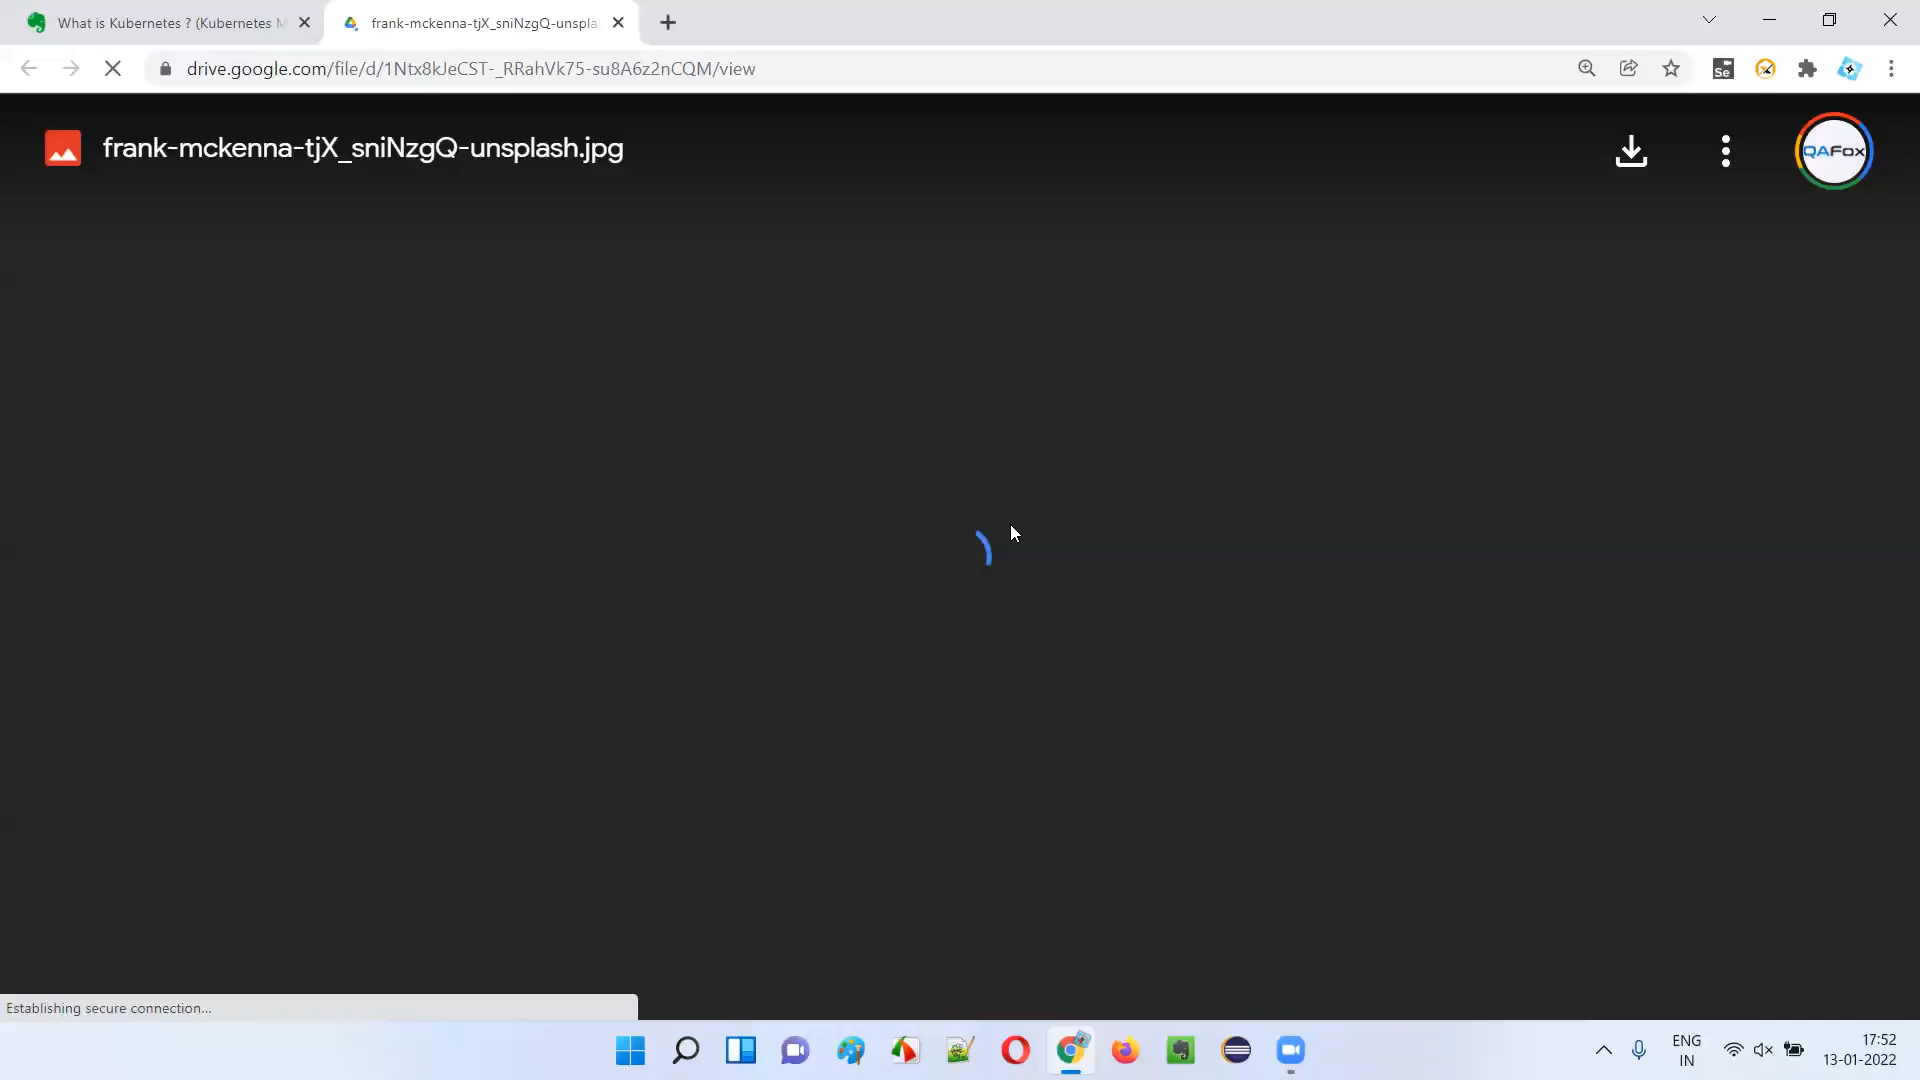 What is Kubernetes ? (Kubernetes M
frank-mckenna-tjX_sniNzgQ-unspla
drive.google.com/file/d/1Ntx8kJeCST-_RRahVk75-su8A6z2nCQM/view
Se
frank-mckenna-tjX_sniNzgQ-unsplash.jpg
QAFox
Establishing secure connection...
ENG
IN
17:52
13-01-2022